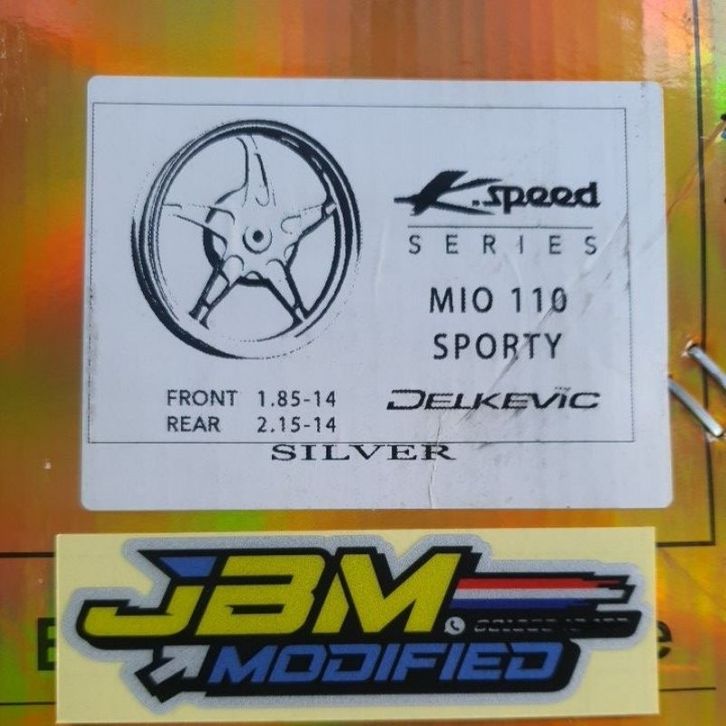 K.speed
SERIES
MIO 110
SPORTY
FRONT 1.85-14
REAR 2.15-14
DELKEVIC
SILVER
JBM
MODIFIED